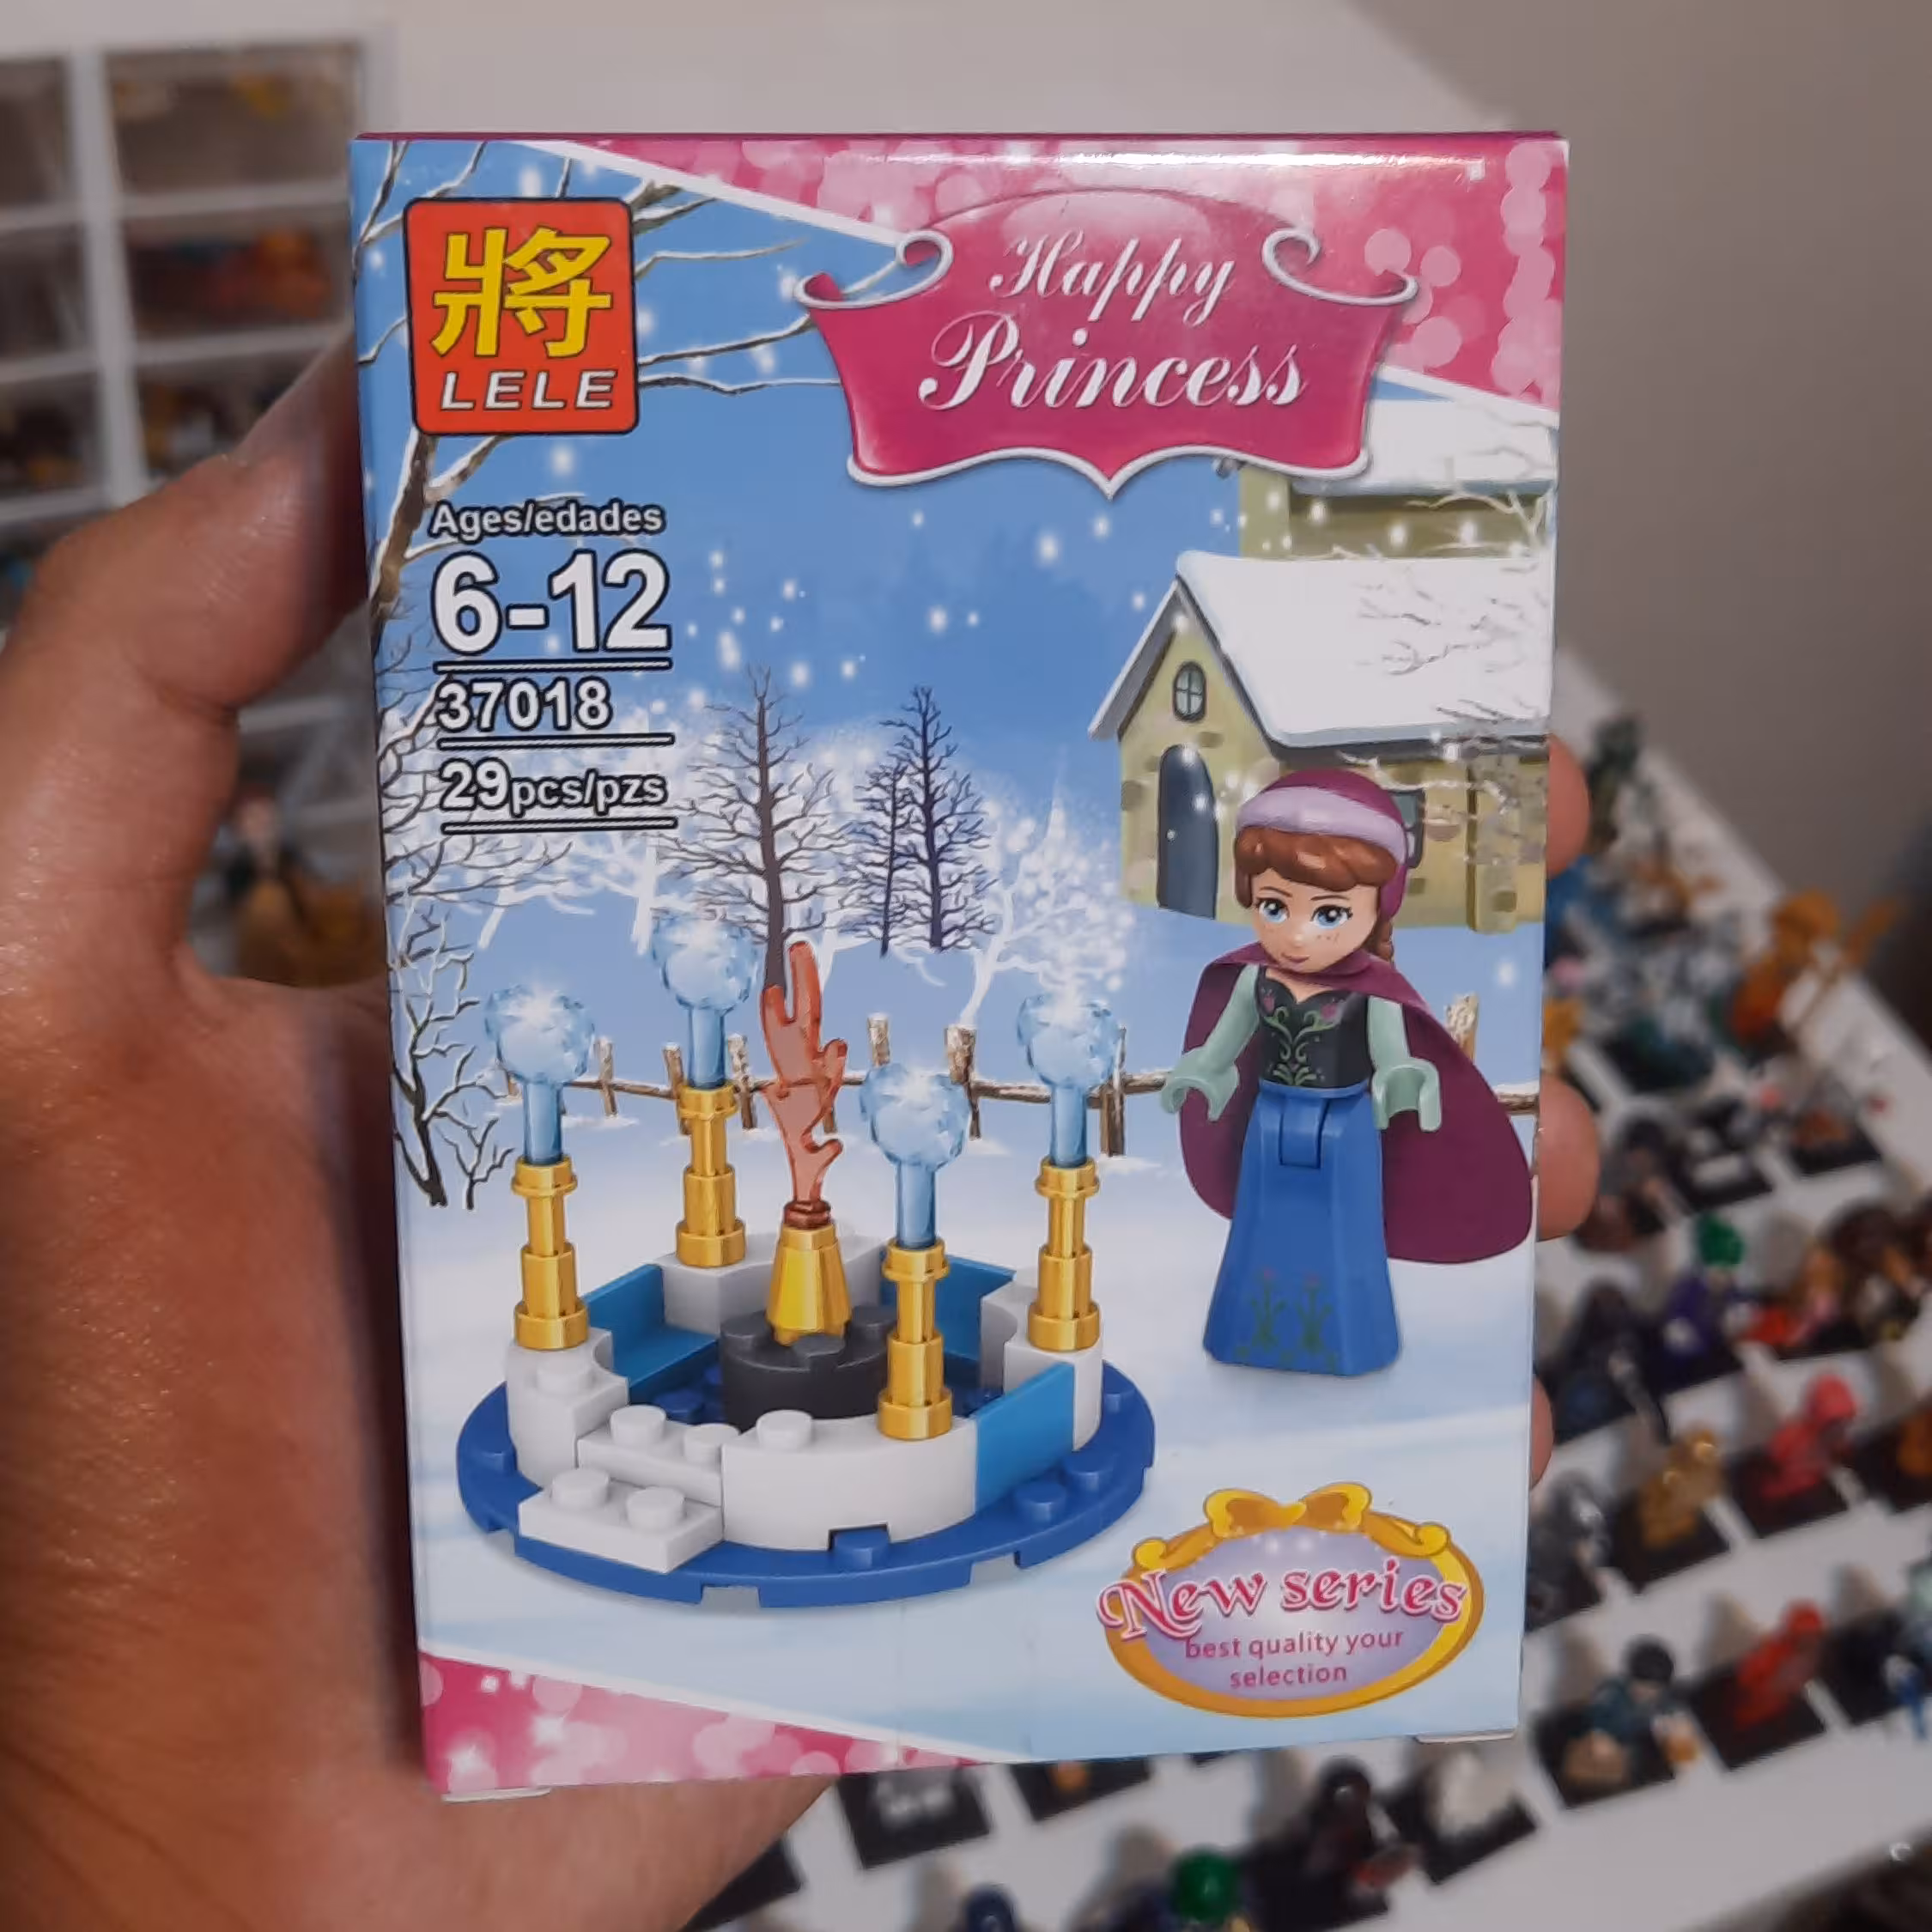 將
LELE
Happy
Princess
Ages/edades
6-12
37018
29pcs/pzs
New series
best quality your
selection